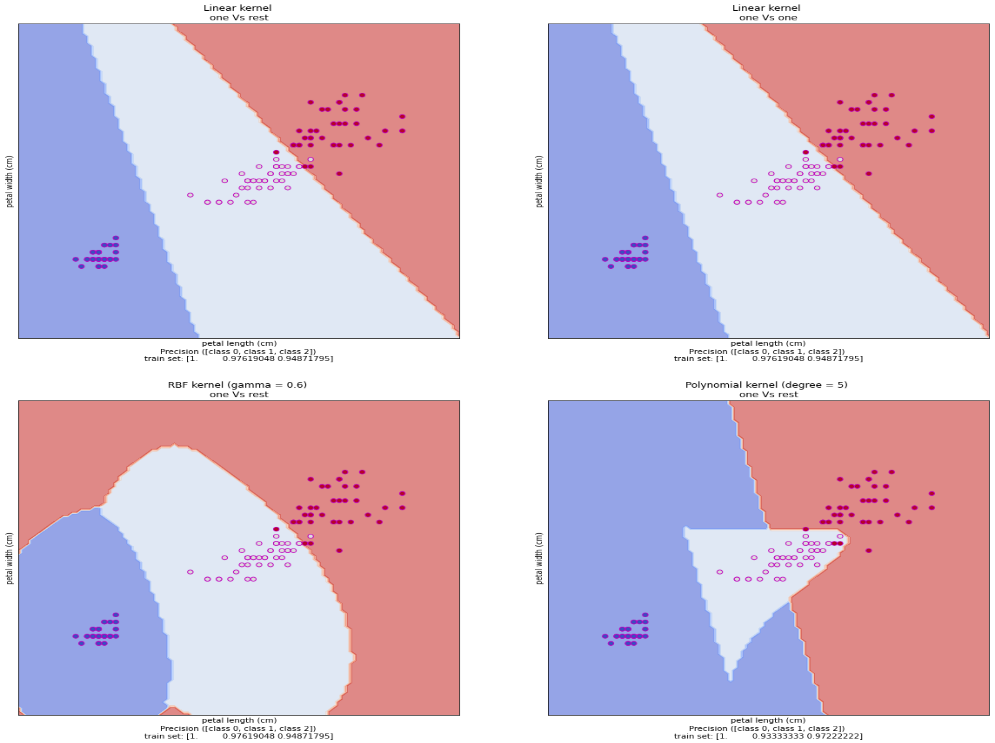 Linear kernel
one Vs rest
petal width (cm)
petal length (cm)
Precision ([class 0, class 1, class 2])
train set: [1. 0.97619048 0.94871795]
Linear kernel
one Vs one
petal width (cm)
petal length (cm)
Precision ([class 0, class 1, class 2])
train set: [1. 0.97619048 0.94871795]
RBF kernel (gamma = 0.6)
one Vs rest
petal width (cm)
petal length (cm)
Precision ([class 0, class 1, class 2])
train set: [1. 0.97619048 0.94871795]
Polynomial kernel (degree = 5)
one Vs rest
petal width (cm)
petal length (cm)
Precision ([class 0, class 1, class 2])
train set: [1. 0.93333333 0.97222222]